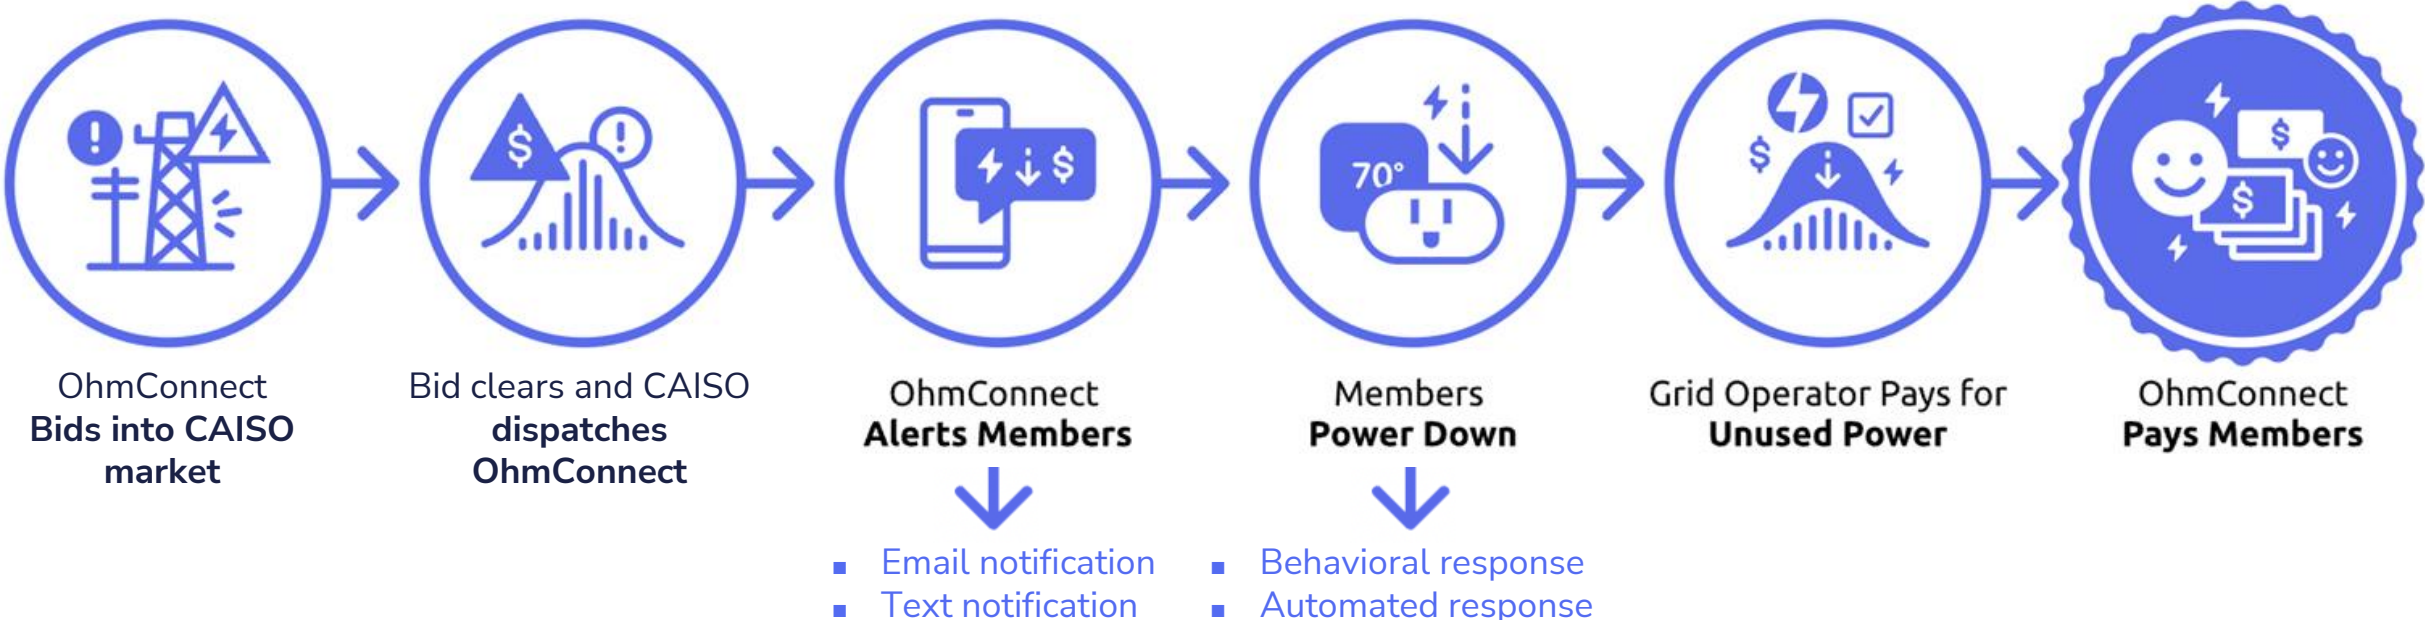 !
$
!
$
70°
$
$
$
OhmConnect
Bids into CAISO
market
Bid clears and CAISO
dispatches
OhmConnect
OhmConnect
Alerts Members
Members
Power Down
Grid Operator Pays for
Unused Power
OhmConnect
Pays Members
▪ Email notification
▪ Text notification
▪ Behavioral response
▪ Automated response